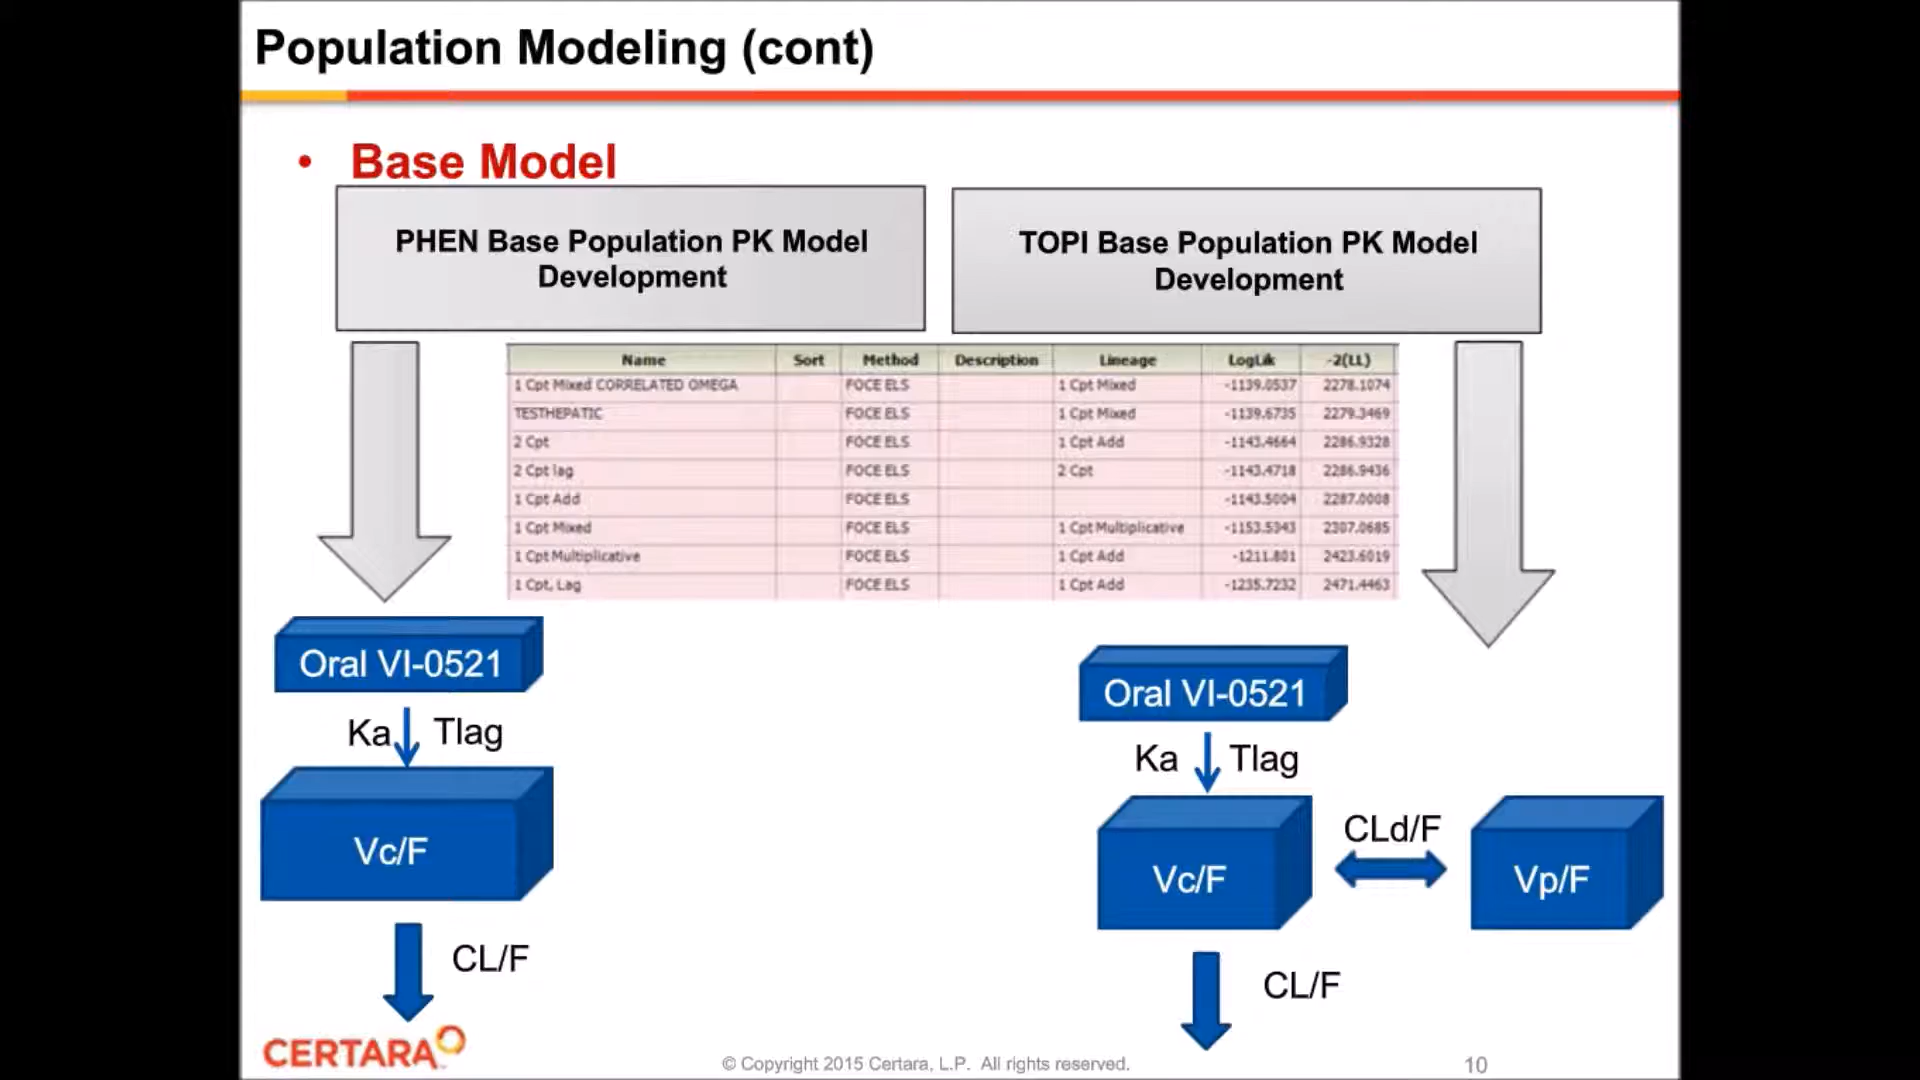 Population Modeling (cont)
• Base Model
PHEN Base Population PK Model
Development
TOPI Base Population PK Model
Development
Name Sort Method Description Lineage LogLik -2(LL)
1 Cpt Mixed CORRELATED OMEGA FOCE ELS 1 Cpt Mixed -1139.0537 2278.1074
TESTHEPATIC FOCE ELS 1 Cpt Mixed -1139.6735 2279.3469
2 Cpt FOCE ELS 1 Cpt Add -1143.4664 2286.9328
2 Cpt lag FOCE ELS 2 Cpt -1143.4718 2286.9436
1 Cpt Add FOCE ELS -1143.5004 2287.0008
1 Cpt Mixed FOCE ELS 1 Cpt Multiplicative -1153.5343 2307.0685
1 Cpt Multiplicative FOCE ELS 1 Cpt Add -1211.801 2423.6019
1 Cpt, Lag FOCE ELS 1 Cpt Add -1235.7232 2471.4463
Oral VI-0521
Ka Tlag
Vc/F
CL/F
Oral VI-0521
Ka Tlag
Vc/F
CLd/F
Vp/F
CL/F
CERTARA
© Copyright 2015 Certara, L.P. All rights reserved.
10